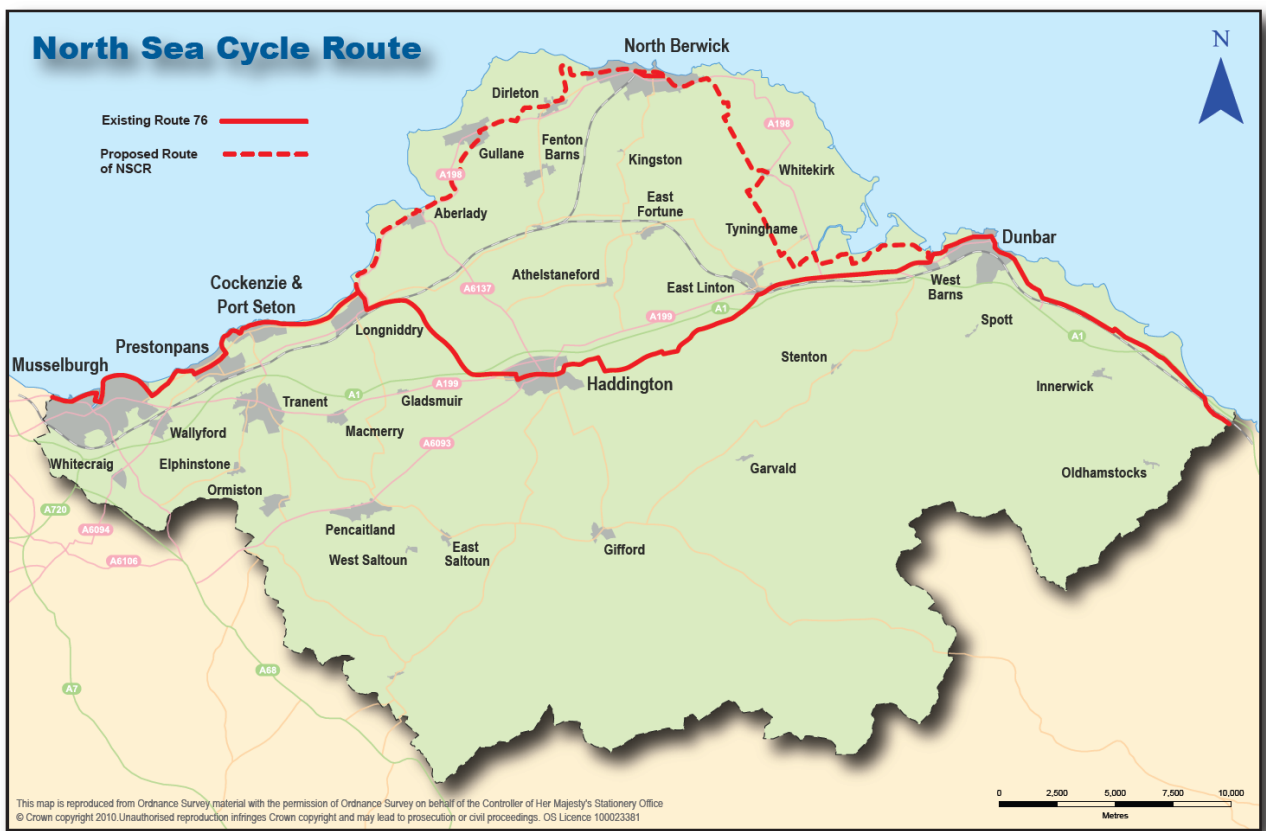 North Sea Cycle Route
Existing Route 76
Proposed Route
of NSCR
N
North Berwick
Dirleton
A198
Fenton
Barns
Gullane
Kingston
Whitekirk
A198
Aberlady
East
Fortune
Tyninghame
Dunbar
Cockenzie &
Port Seton
Athelstaneford
East Linton
West
Barns
A6137
A1
A199
Longniddry
Spott
A1
Prestonpans
Musselburgh
Stenton
Haddington
Innerwick
A199
A1
Gladsmuir
Tranent
Macmerry
Wallyford
A6093
Whitecraig
Elphinstone
Garvald
Oldhamstocks
Ormiston
A720
Pencaitland
A6094
East
Saltoun
Gifford
West Saltoun
A6106
A68
A7
This map is reproduced from Ordnance Survey material with the permission of Ordnance Survey on behalf of the Controller of Her Majesty's Stationery Office
© Crown copyright 2010.Unauthorised reproduction infringes Crown copyright and may lead to prosecution or civil proceedings. OS Licence 100023381
0 2,500 5,000 7,500 10,000
Metres